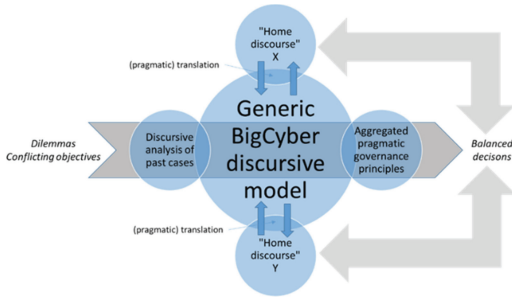 "Home
discourse"
X
(pragmatic) translation
Generic
BigCyber
discursive
model
Dilemmas
Conflicting objectives
Discursive
analysis of
past cases
Aggregated
pragmatic
governance
principles
Balanced
decisons
(pragmatic) translation
"Home
discourse"
Y